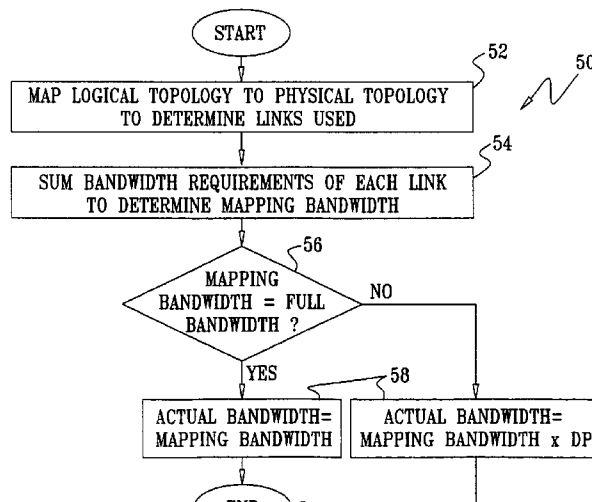 START
52
50
MAP LOGICAL TOPOLOGY TO PHYSICAL TOPOLOGY
TO DETERMINE LINKS USED
54
SUM BANDWIDTH REQUIREMENTS OF EACH LINK
TO DETERMINE MAPPING BANDWIDTH
56
MAPPING
BANDWIDTH = FULL
BANDWIDTH ?
NO
YES
58
ACTUAL BANDWIDTH=
MAPPING BANDWIDTH
ACTUAL BANDWIDTH=
MAPPING BANDWIDTH x DP